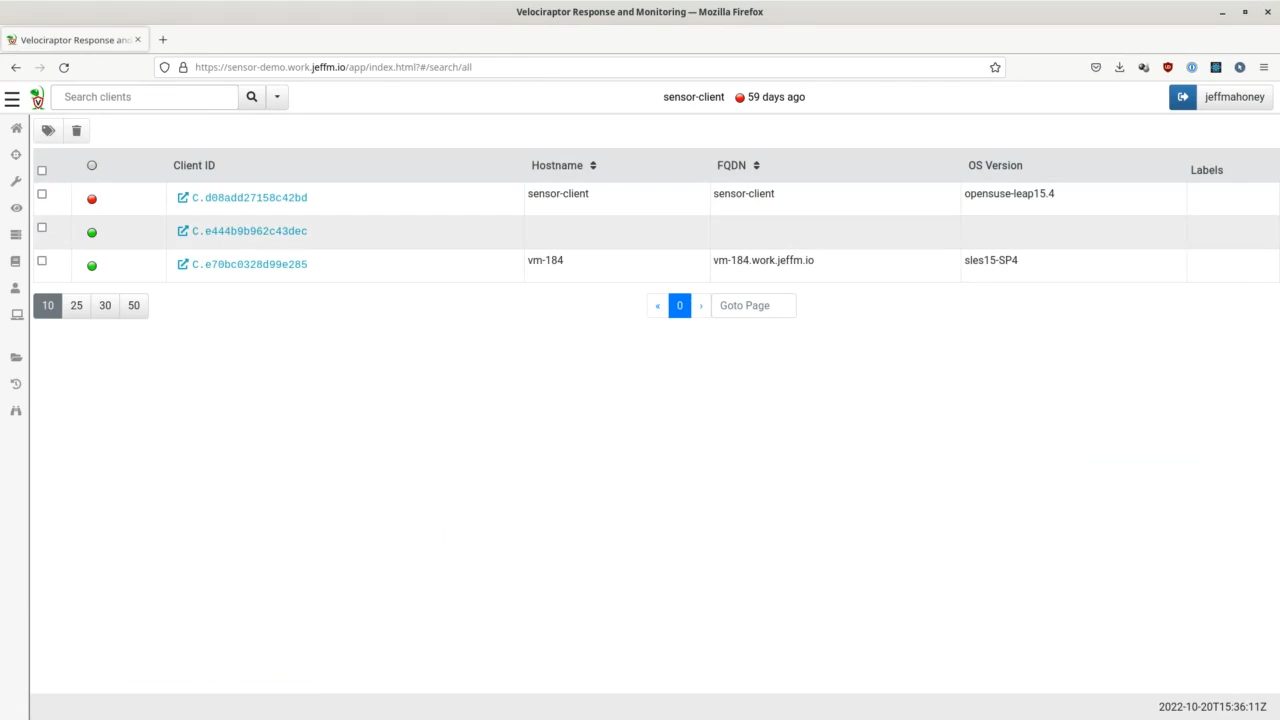 Velociraptor Response and Monitoring — Mozilla Firefox
Velociraptor Response and
https://sensor-demo.work.jeffm.io/app/index.html?#/search/all
Search clients
sensor-client 59 days ago
jeffmahoney
Client ID Hostname FQDN OS Version Labels
C.d08add27158c42bd sensor-client sensor-client opensuse-leap15.4
C.e444b9b962c43dec
C.e70bc0328d99e285 vm-184 vm-184.work.jeffm.io sles15-SP4
10 25 30 50 « 0 › Goto Page
2022-10-20T15:36:11Z